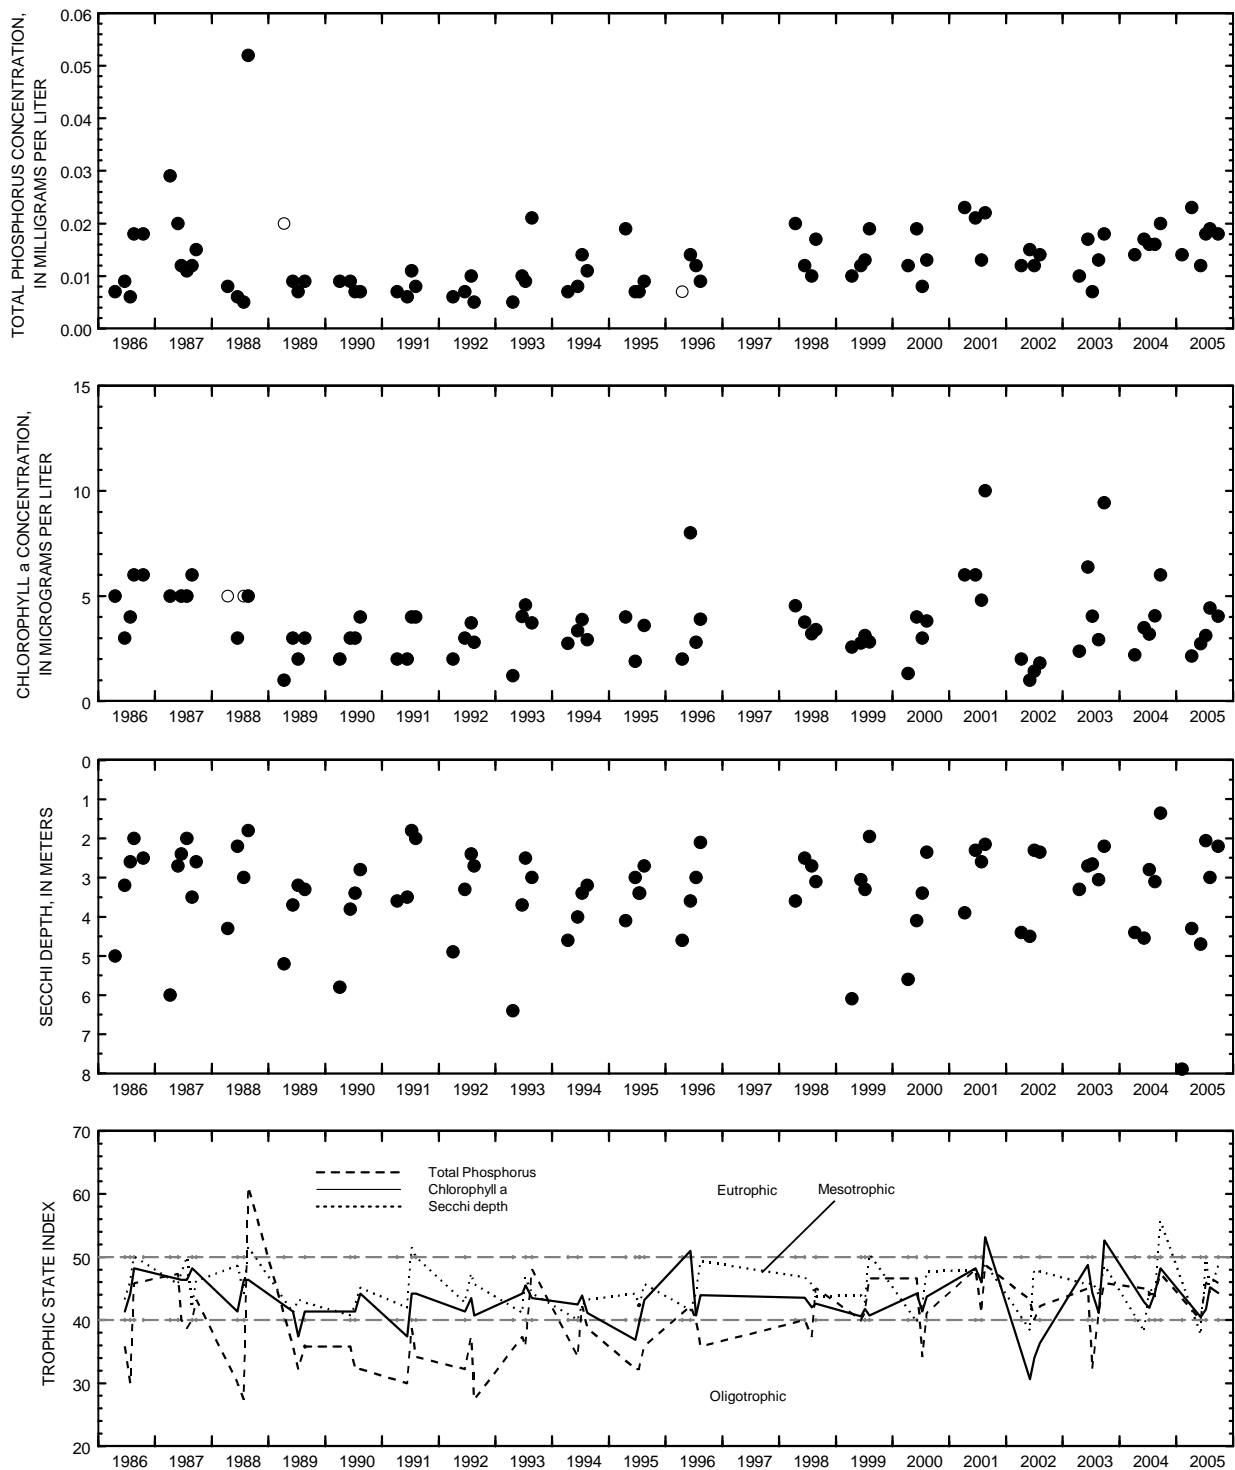 TOTAL PHOSPHORUS CONCENTRATION,
IN MILLIGRAMS PER LITER
0.06
0.05
0.04
0.03
0.02
0.01
0.00
1986 1987 1988 1989 1990 1991 1992 1993 1994 1995 1996 1997 1998 1999 2000 2001 2002 2003 2004 2005
CHLOROPHYLL a CONCENTRATION,
IN MICROGRAMS PER LITER
15
10
5
0
1986 1987 1988 1989 1990 1991 1992 1993 1994 1995 1996 1997 1998 1999 2000 2001 2002 2003 2004 2005
SECCHI DEPTH, IN METERS
0
1
2
3
4
5
6
7
8
1986 1987 1988 1989 1990 1991 1992 1993 1994 1995 1996 1997 1998 1999 2000 2001 2002 2003 2004 2005
TROPHIC STATE INDEX
70
60
50
40
30
20
Total Phosphorus
Chlorophyll a
Secchi depth
Eutrophic
Mesotrophic
Oligotrophic
1986 1987 1988 1989 1990 1991 1992 1993 1994 1995 1996 1997 1998 1999 2000 2001 2002 2003 2004 2005